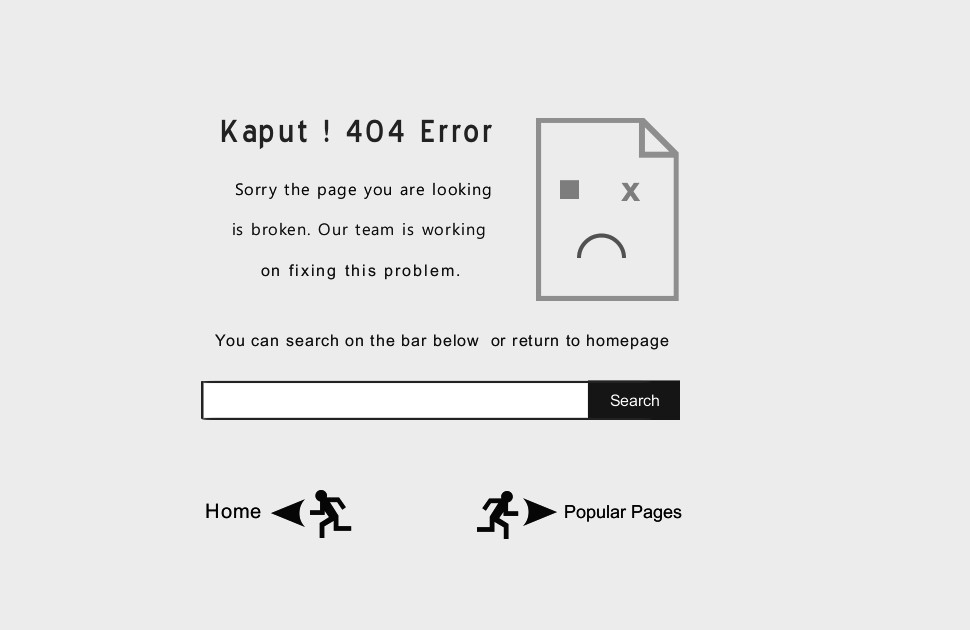 Kaput ! 404 Error
Sorry the page you are looking
is broken. Our team is working
on fixing this problem.
You can search on the bar below or return to homepage
Search
Home
Popular Pages